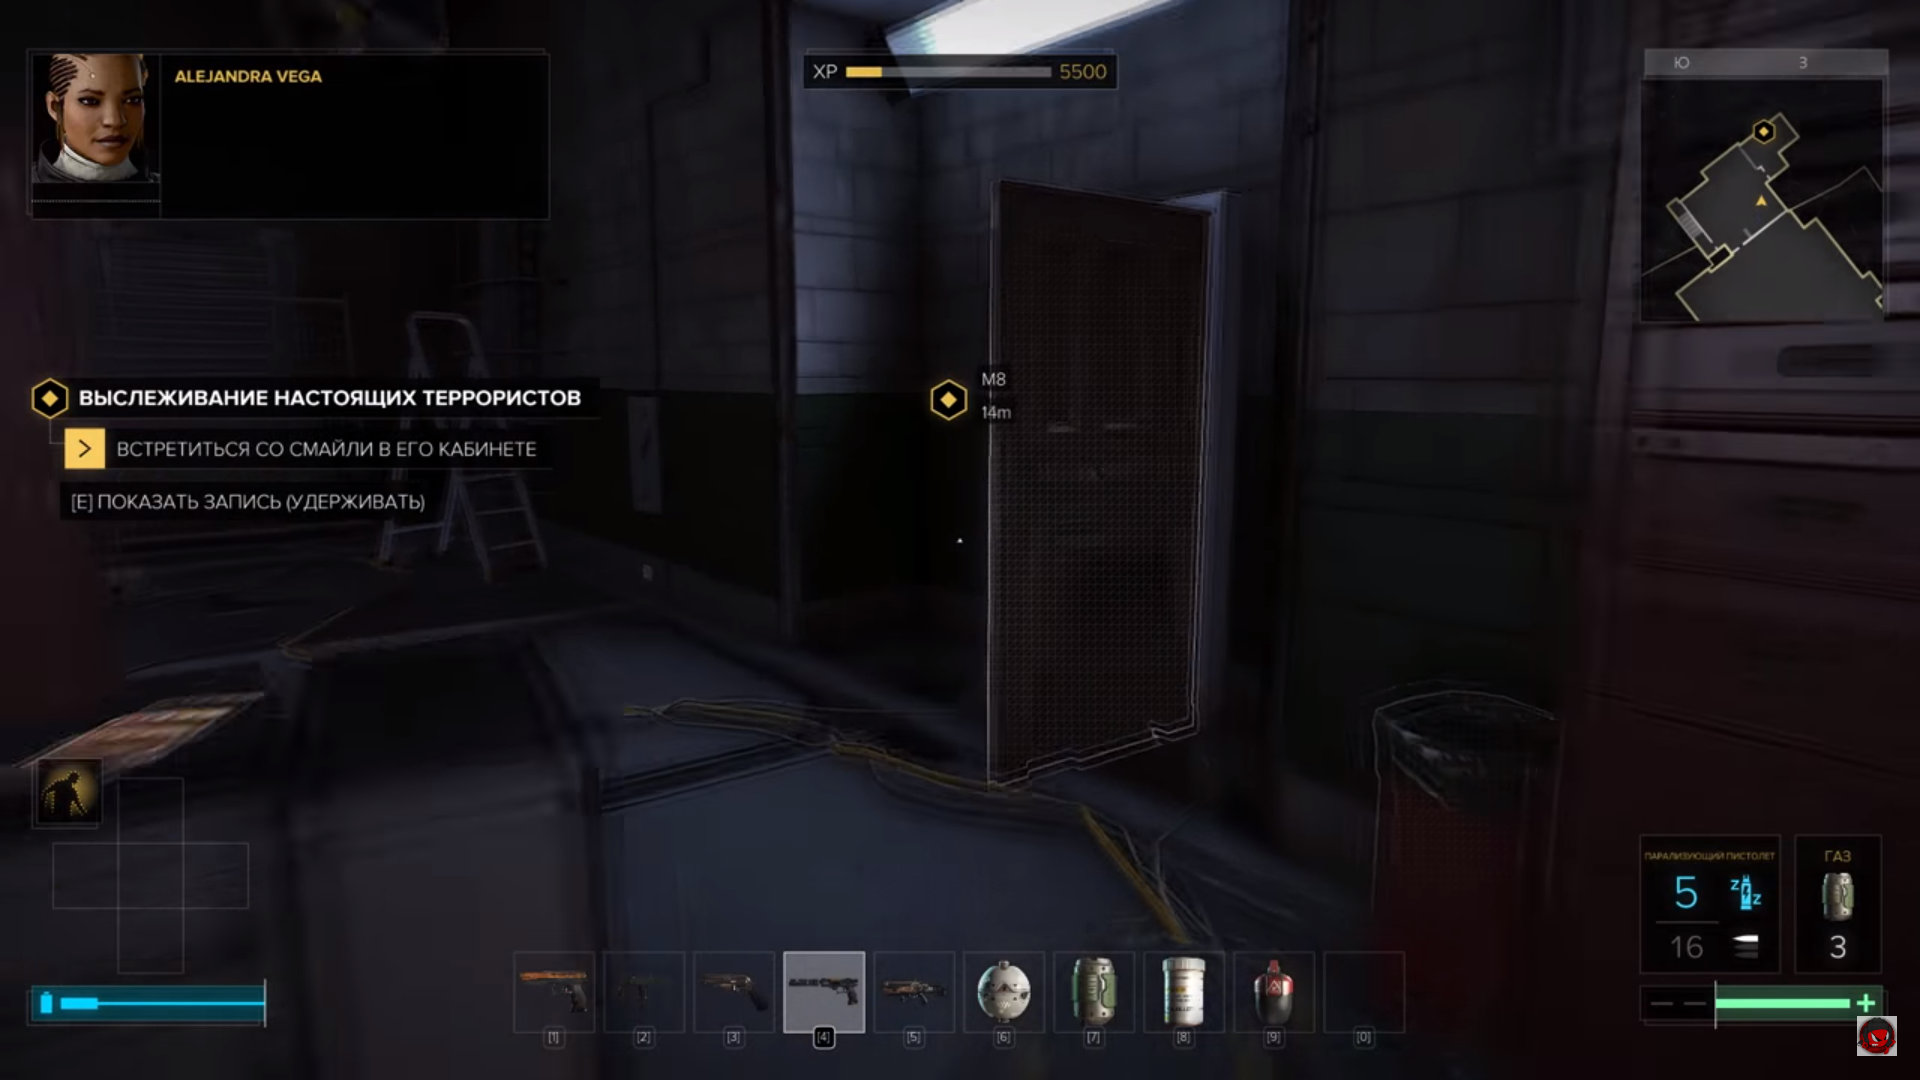 ALEJANDRA VEGA
XP 5500
Ю З
ВЫСЛЕЖИВАНИЕ НАСТОЯЩИХ ТЕРРОРИСТОВ
> ВСТРЕТИТЬСЯ СО СМАЙЛИ В ЕГО КАБИНЕТЕ
[E] ПОКАЗАТЬ ЗАПИСЬ (УДЕРЖИВАТЬ)
M8
14m
ПАРАЛИЗУЮЩИЙ ПИСТОЛЕТ
5
16
ГАЗ
3
[1] [2] [3] [4] [5] [6] [7] [8] [9] [0]